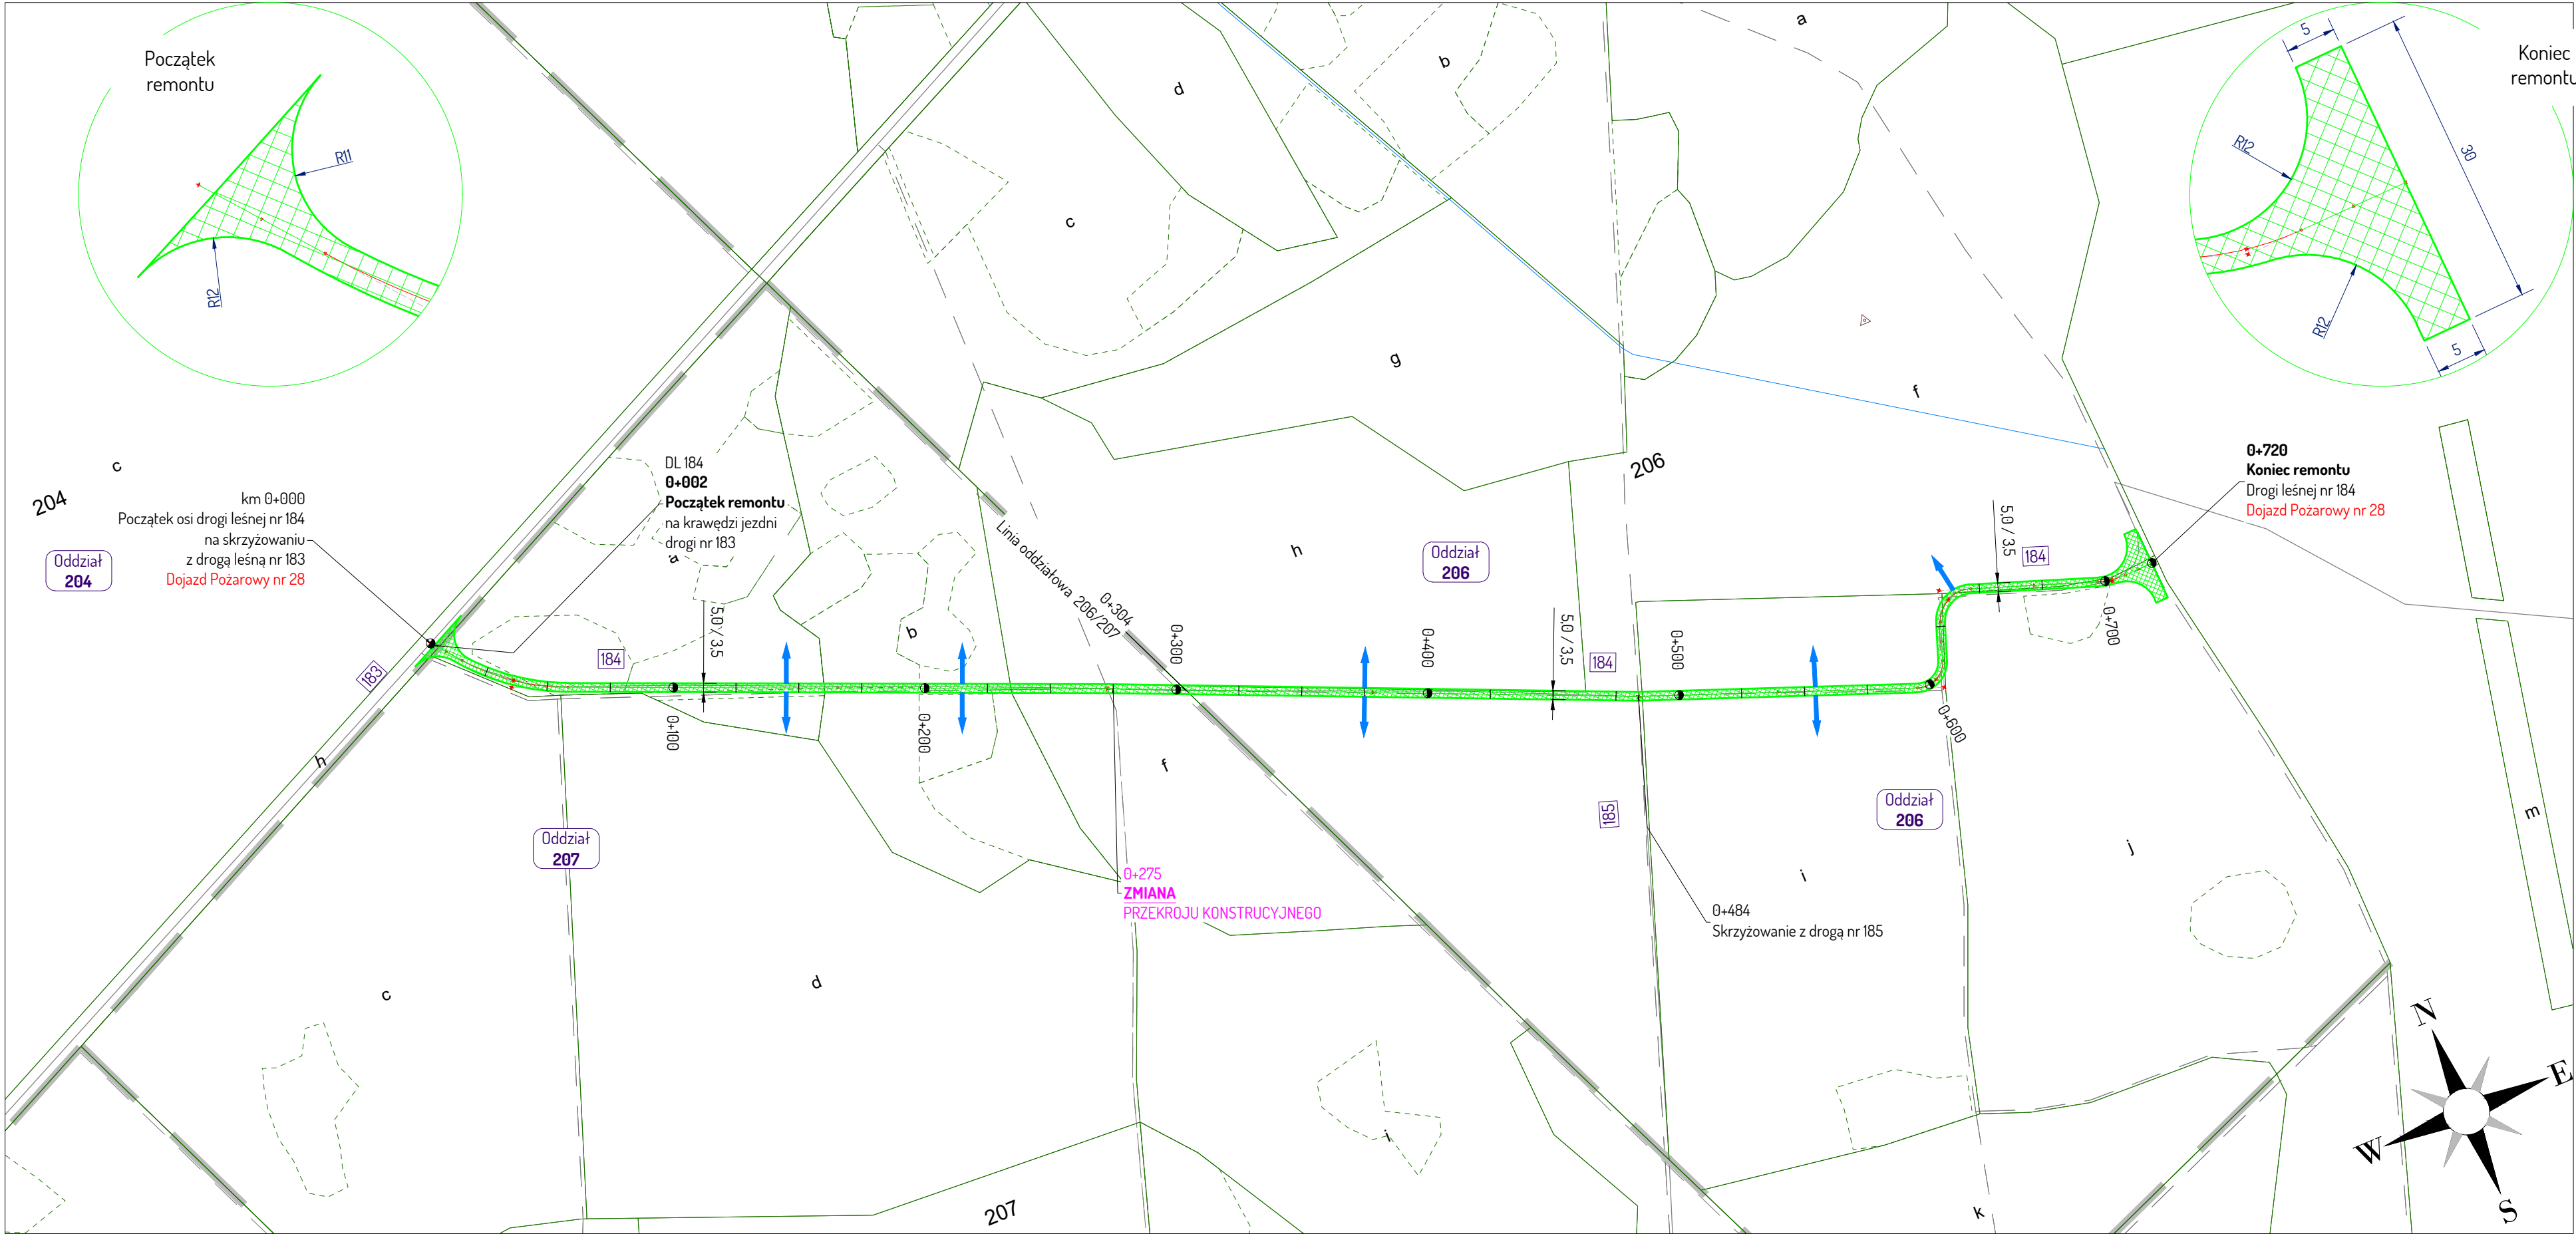 Początek
remontu
R11
R12
Koniec
remontu
5
30
R12
R12
5
a
b
d
c
g
f
h
204
c
206
km 0+000
Początek osi drogi leśnej nr 184
na skrzyżowaniu
z drogą leśną nr 183
Dojazd Pożarowy nr 28
Oddział
204
DL 184
0+002
Początek remontu
na krawędzi jezdni
drogi nr 183
a
Linia oddziałowa 206/207
0+304
Oddział
206
0+720
Koniec remontu
Drogi leśnej nr 184
Dojazd Pożarowy nr 28
5,0 / 3,5
184
183
184
5,0 / 3,5
b
0+100
0+200
0+300
0+400
5,0 / 3,5
184
0+500
0+600
0+700
h
f
Oddział
207
185
Oddział
206
0+275
ZMIANA
PRZEKROJU KONSTRUCYJNEGO
0+484
Skrzyżowanie z drogą nr 185
i
j
m
c
d
i
k
207
N
E
W
S